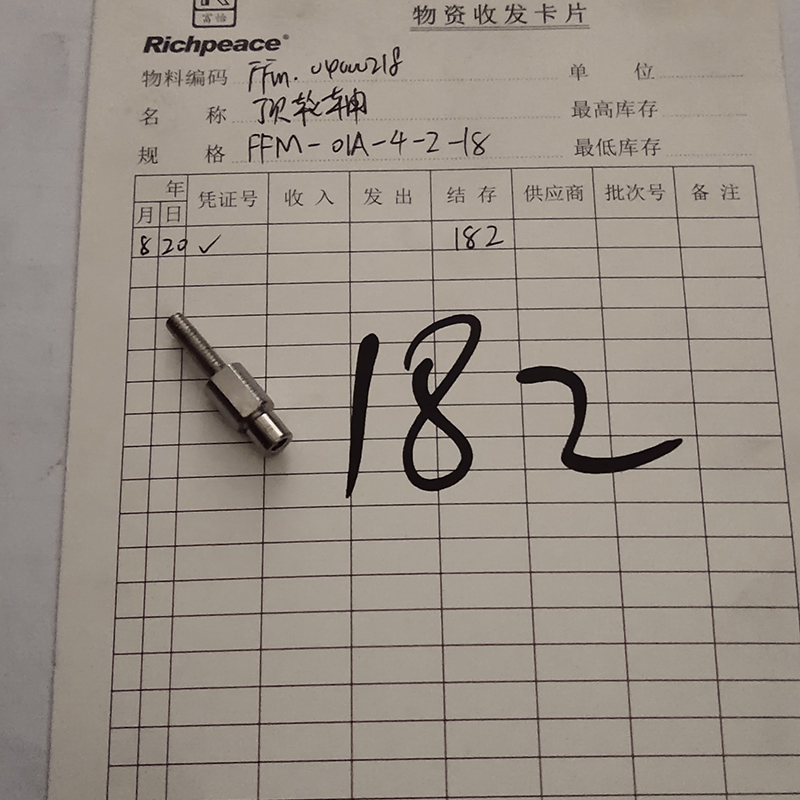 富怡
物资收发卡片
Richpeace
物料编码 FFM.0400218 单 位
名 称 顶轮轴 最高库存
规 格 FFM-01A-4-2-18 最低库存
年
月 日 凭证号 收入 发出 结存 供应商 批次号 备注
8 20 ✓ 182
182